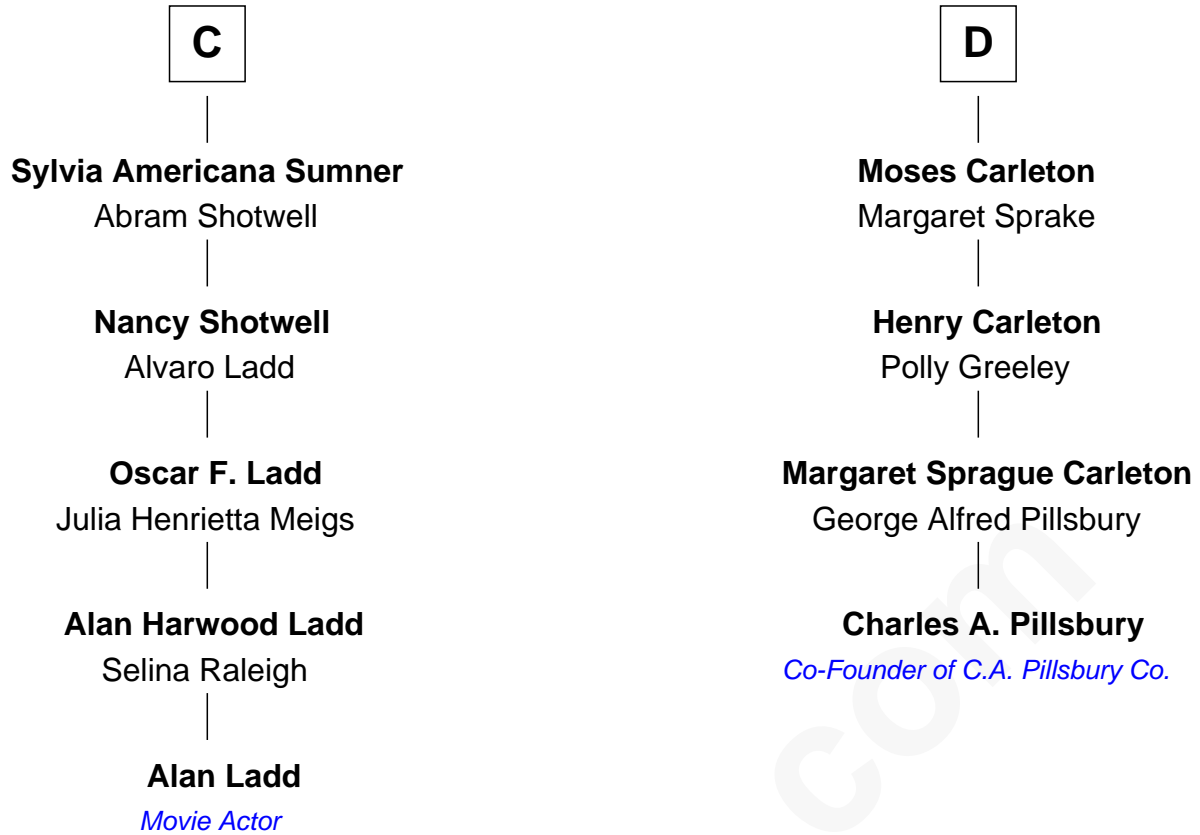 C
Sylvia Americana Sumner
Abram Shotwell
Nancy Shotwell
Alvaro Ladd
Oscar F. Ladd
Julia Henrietta Meigs
Alan Harwood Ladd
Selina Raleigh
Alan Ladd
Movie Actor
D
Moses Carleton
Margaret Sprake
Henry Carleton
Polly Greeley
Margaret Sprague Carleton
George Alfred Pillsbury
Charles A. Pillsbury
Co-Founder of C.A. Pillsbury Co.
com